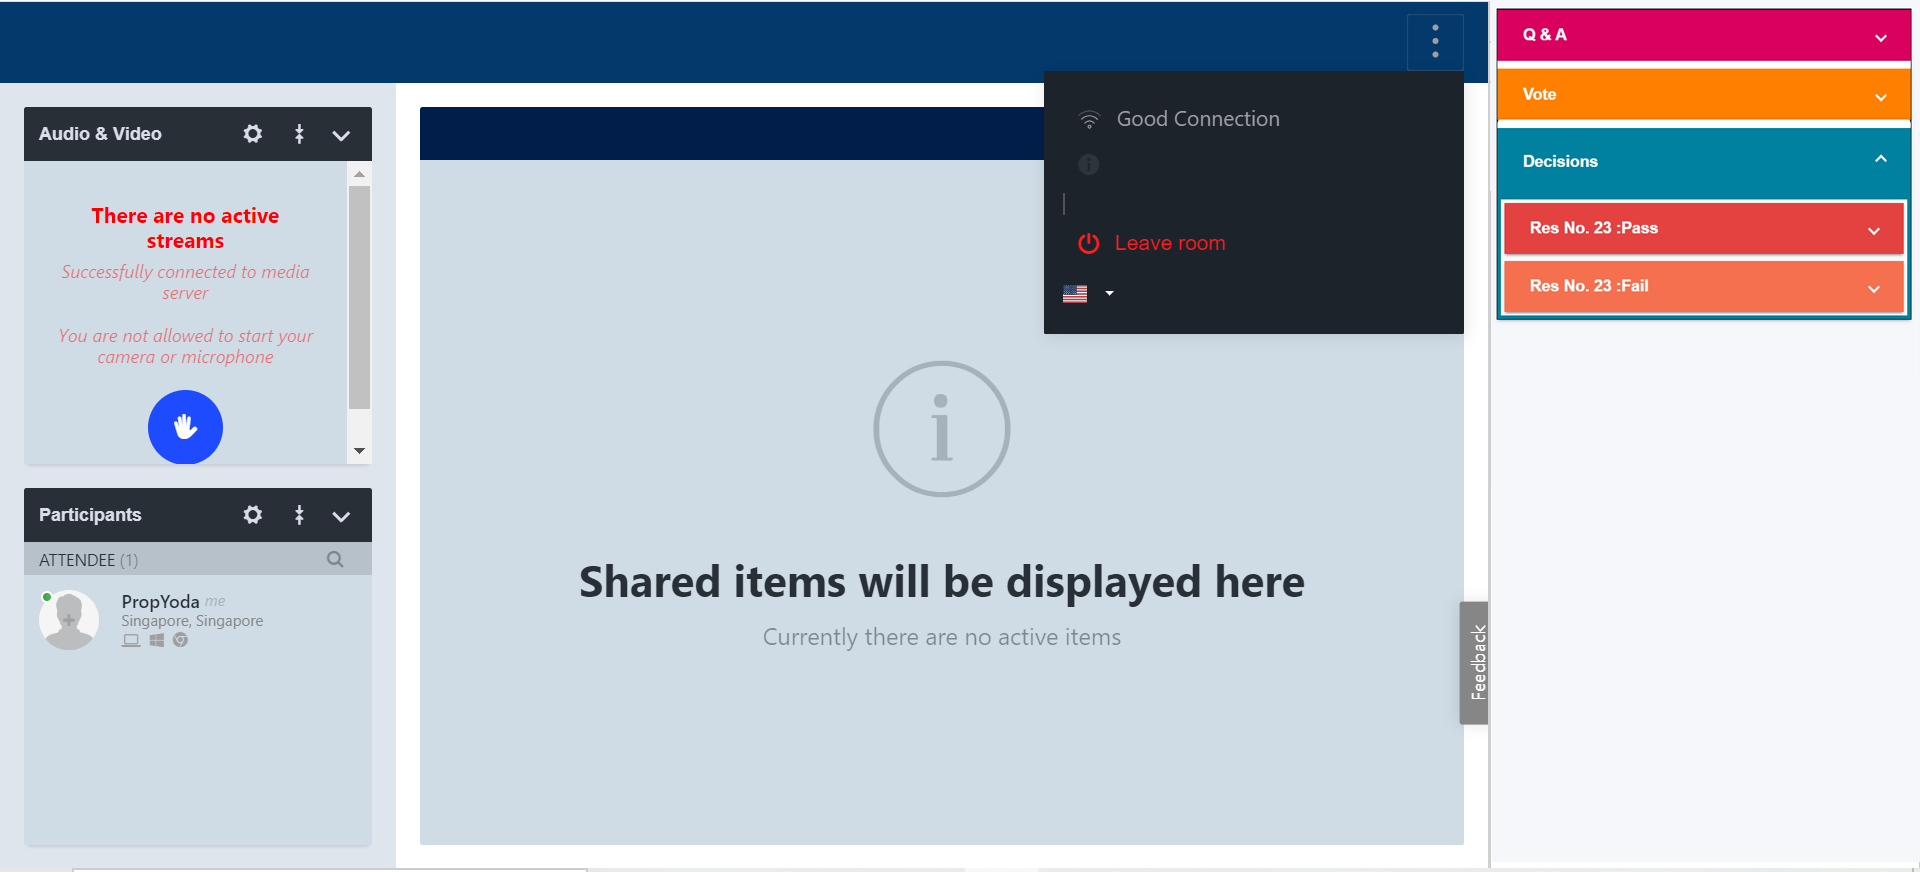 Audio & Video
There are no active
streams
Successfully connected to media
server
You are not allowed to start your
camera or microphone
Participants
ATTENDEE (1)
PropYoda me
Singapore, Singapore
Good Connection
Leave room
Shared items will be displayed here
Currently there are no active items
Feedback
Q & A
Vote
Decisions
Res No. 23 :Pass
Res No. 23 :Fail